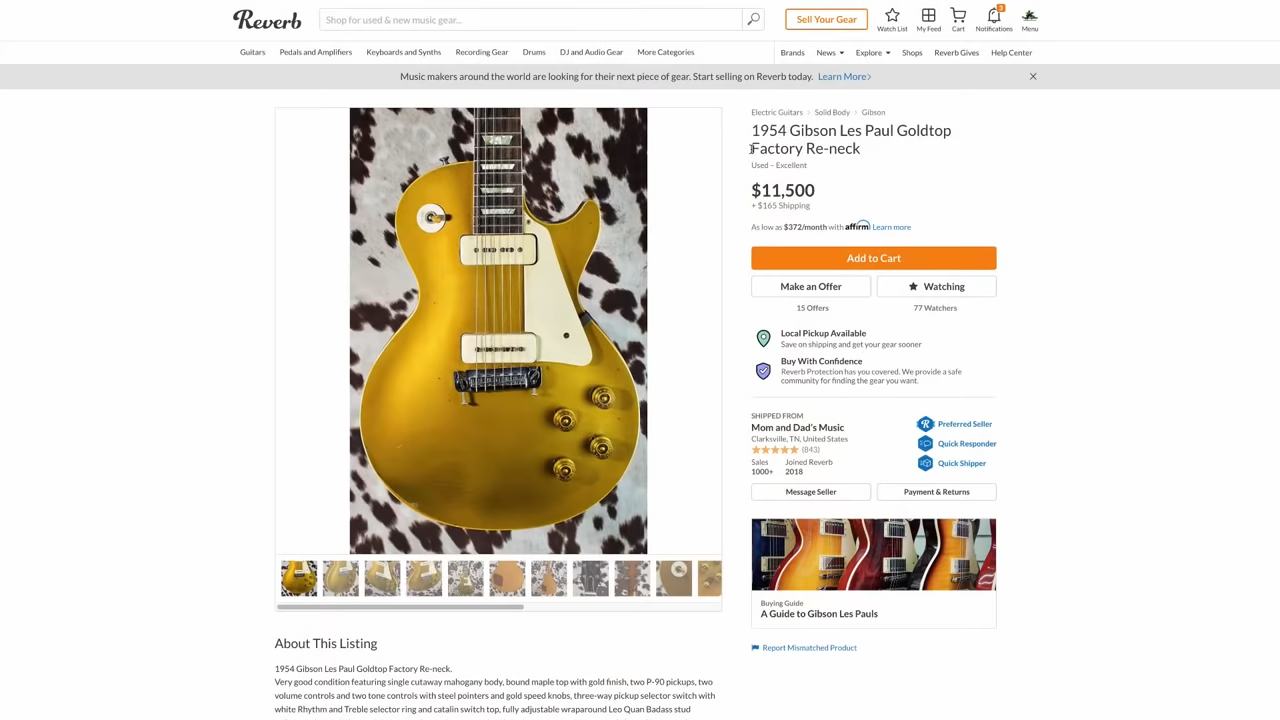 Reverb
Shop for used & new music gear...
Sell Your Gear
Watch List
My Feed
Cart
3
Notifications
Menu
Guitars
Pedals and Amplifiers
Keyboards and Synths
Recording Gear
Drums
DJ and Audio Gear
More Categories
Brands
News
Explore
Shops
Reverb Gives
Help Center
Music makers around the world are looking for their next piece of gear. Start selling on Reverb today. Learn More
Electric Guitars
Solid Body
Gibson
1954 Gibson Les Paul Goldtop
Factory Re-neck
Used – Excellent
$11,500
+ $165 Shipping
As low as $372/month with affirm Learn more
Add to Cart
Make an Offer
Watching
15 Offers
77 Watchers
Local Pickup Available
Save on shipping and get your gear sooner
Buy With Confidence
Reverb Protection has you covered. We provide a safe
community for finding the gear you want.
SHIPPED FROM
Mom and Dad's Music
Clarksville, TN, United States
(843)
Sales
1000+
Joined Reverb
2018
Preferred Seller
Quick Responder
Quick Shipper
Message Seller
Payment & Returns
Buying Guide
A Guide to Gibson Les Pauls
Report Mismatched Product
About This Listing
1954 Gibson Les Paul Goldtop Factory Re-neck.
Very good condition featuring single cutaway mahogany body, bound maple top with gold finish, two P-90 pickups, two
volume controls and two tone controls with steel pointers and gold speed knobs, three-way pickup selector switch with
white Rhythm and Treble selector ring and catalin switch top, fully adjustable wraparound Leo Quan Badass stud